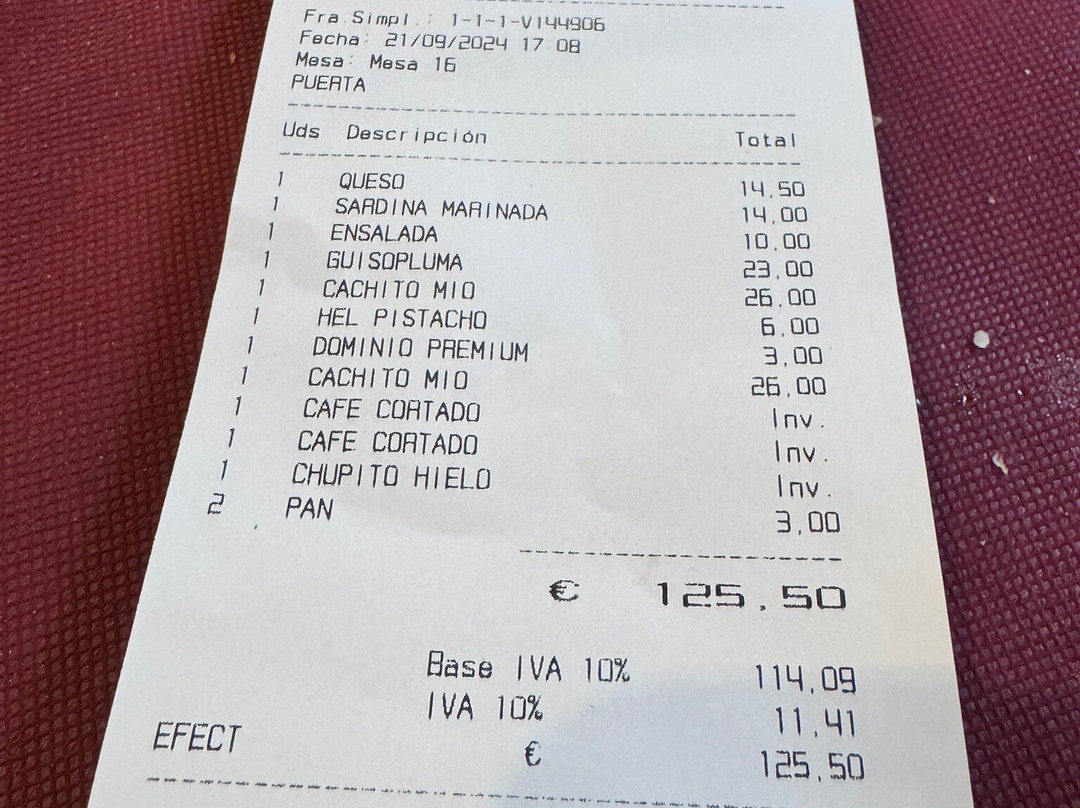 Fra.Simpl.: 1-1-1-V144906
Fecha: 21/09/2024 17:08
Mesa: Mesa 16
PUERTA
Uds Descripción Total
1 QUESO 14,50
1 SARDINA MARINADA 14,00
1 ENSALADA 10,00
1 GUISOPLUMA 23,00
1 CACHITO MIO 26,00
1 HEL PISTACHO 6,00
1 DOMINIO PREMIUM 3,00
1 CACHITO MIO 26,00
1 CAFE CORTADO Inv.
1 CAFE CORTADO Inv.
1 CHUPITO HIELO Inv.
2 PAN 3,00
€ 125,50
Base IVA 10% 114,09
IVA 10% 11,41
EFECT € 125,50